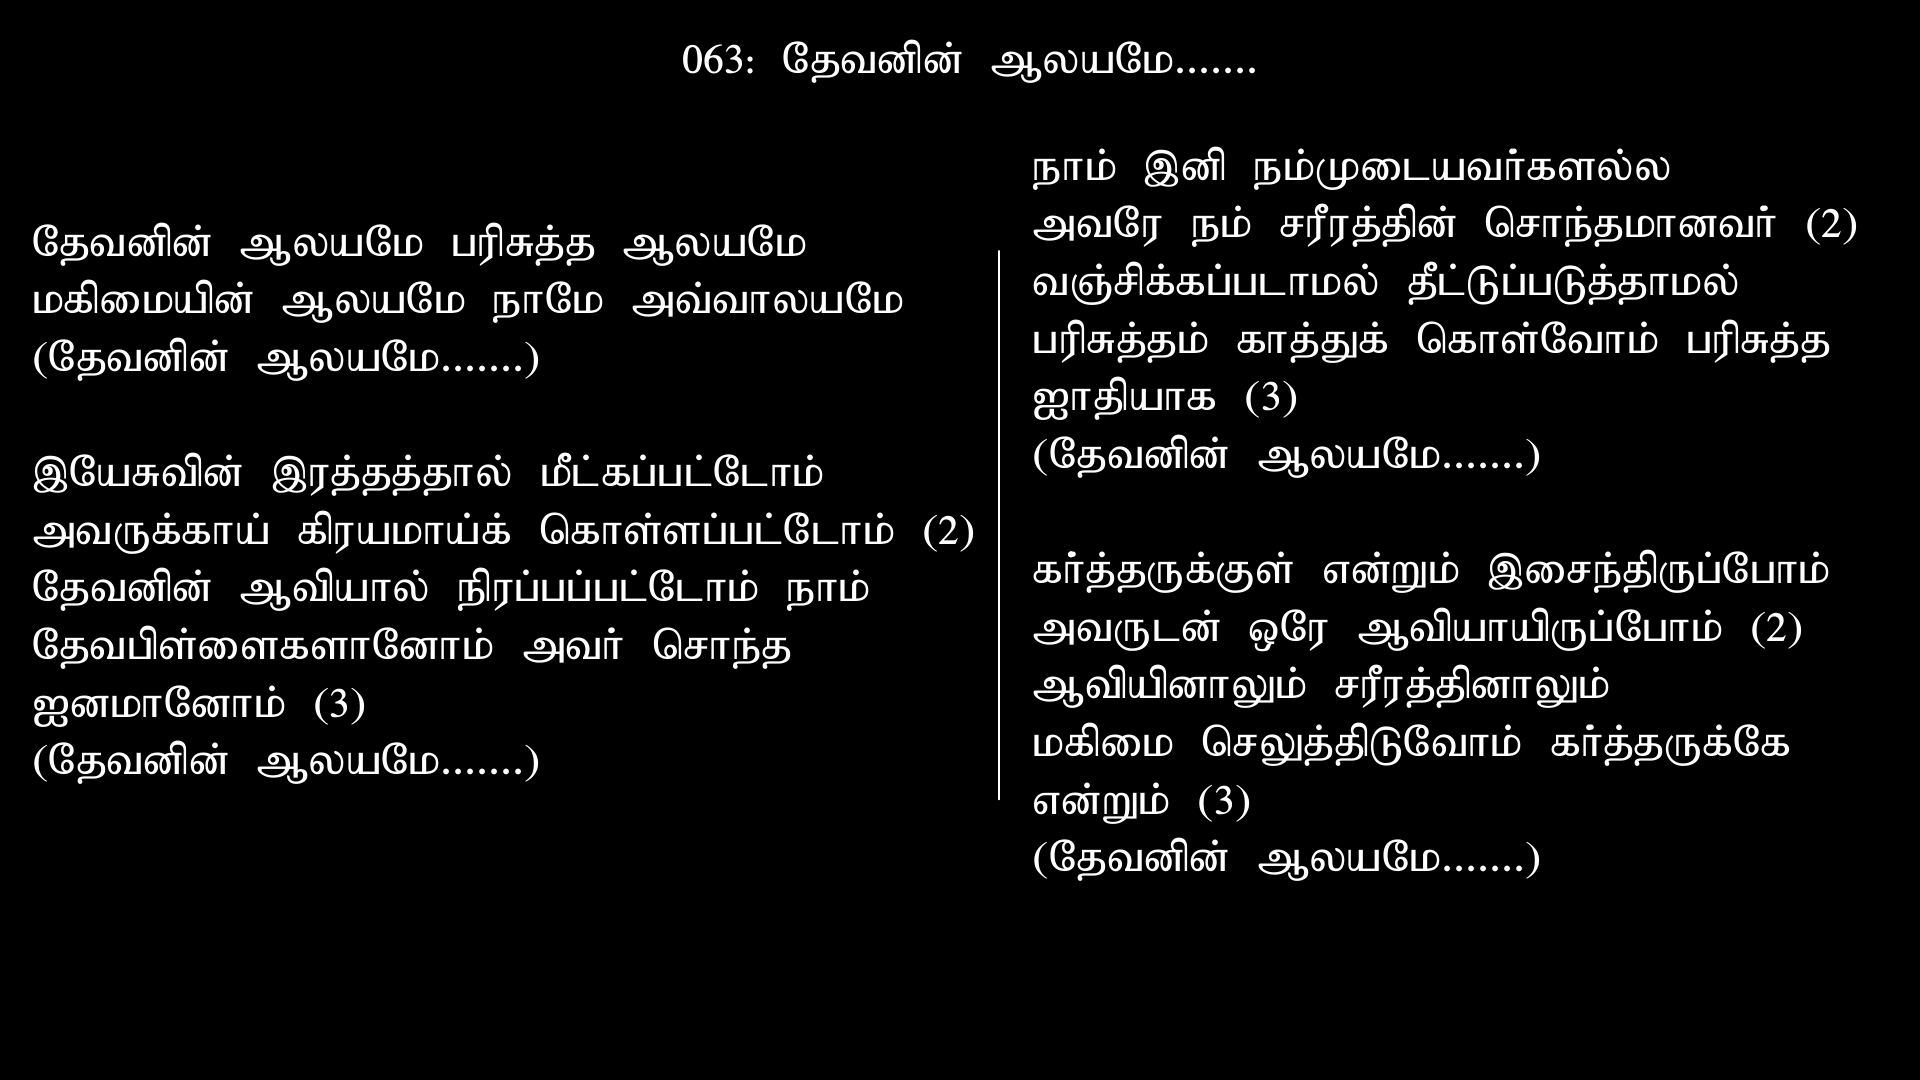 063: தேவனின் ஆலயமே.......
தேவனின் ஆலயமே பரிசுத்த ஆலயமே
மகிமையின் ஆலயமே நாமே அவ்வாலயமே
(தேவனின் ஆலயமே.......)
இயேசுவின் இரத்தத்தால் மீட்கப்பட்டோம்
அவருக்காய் கிரயமாய்க் கொள்ளப்பட்டோம் (2)
தேவனின் ஆவியால் நிரப்பப்பட்டோம் நாம்
தேவபிள்ளைகளானோம் அவர் சொந்த
ஐனமானோம் (3)
(தேவனின் ஆலயமே.......)
நாம் இனி நம்முடையவர்களல்ல
அவரே நம் சரீரத்தின் சொந்தமானவர் (2)
வஞ்சிக்கப்படாமல் தீட்டுப்படுத்தாமல்
பரிசுத்தம் காத்துக் கொள்வோம் பரிசுத்த
ஐாதியாக (3)
(தேவனின் ஆலயமே.......)
கர்த்தருக்குள் என்றும் இசைந்திருப்போம்
அவருடன் ஒரே ஆவியாயிருப்போம் (2)
ஆவியினாலும் சரீரத்தினாலும்
மகிமை செலுத்திடுவோம் கர்த்தருக்கே
என்றும் (3)
(தேவனின் ஆலயமே.......)